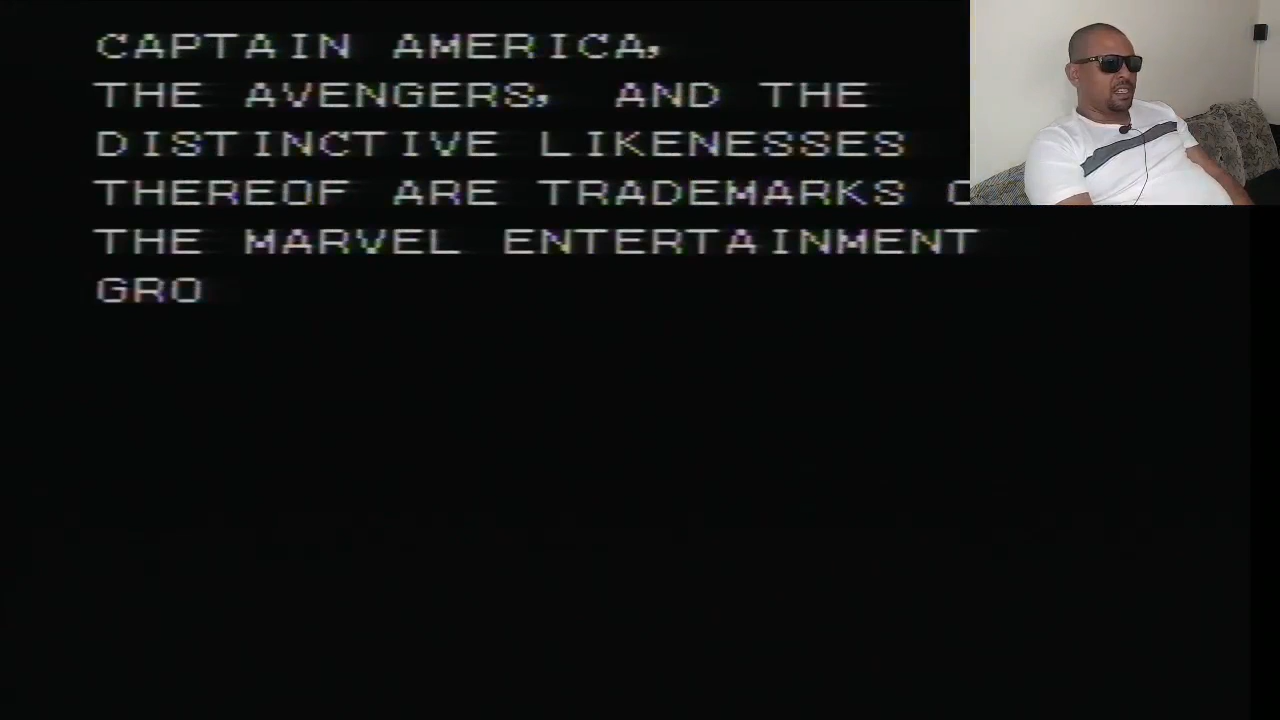 CAPTAIN AMERICA,
THE AVENGERS, AND THE
DISTINCTIVE LIKENESSES
THEREOF ARE TRADEMARKS
THE MARVEL ENTERTAINMENT
GRO